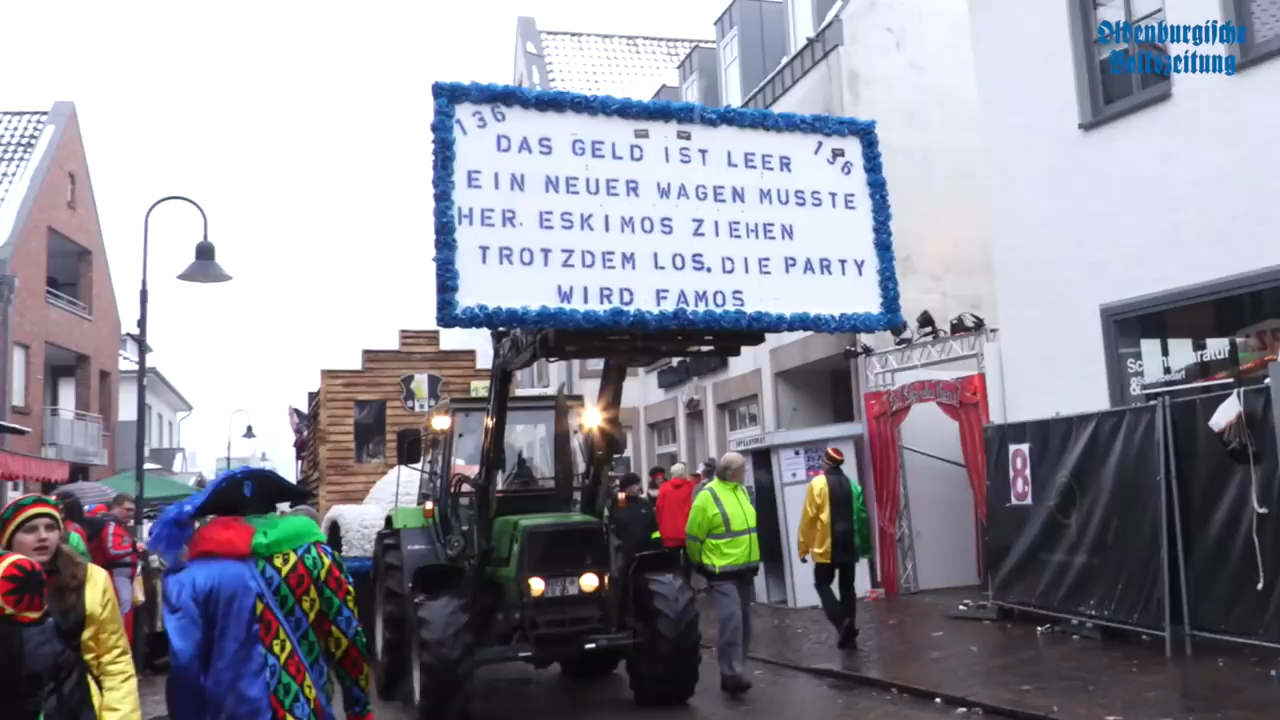 Oldenburgische
Volkszeitung
136
136
DAS GELD IST LEER
EIN NEUER WAGEN MUSSTE
HER. ESKIMOS ZIEHEN
TROTZDEM LOS. DIE PARTY
WIRD FAMOS
8